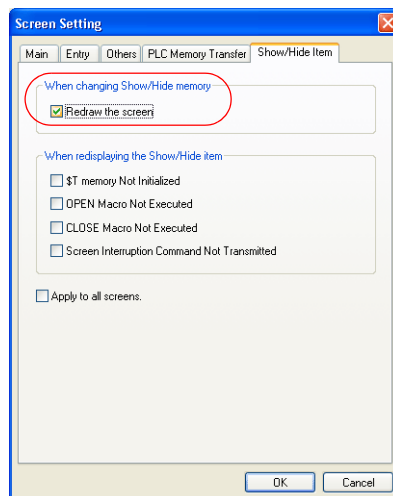 Screen Setting
Main Entry Others PLC Memory Transfer Show/Hide Item
When changing Show/Hide memory
Redraw the screen
When redisplaying the Show/Hide item
$T memory Not Initialized
OPEN Macro Not Executed
CLOSE Macro Not Executed
Screen Interruption Command Not Transmitted
Apply to all screens.
OK Cancel